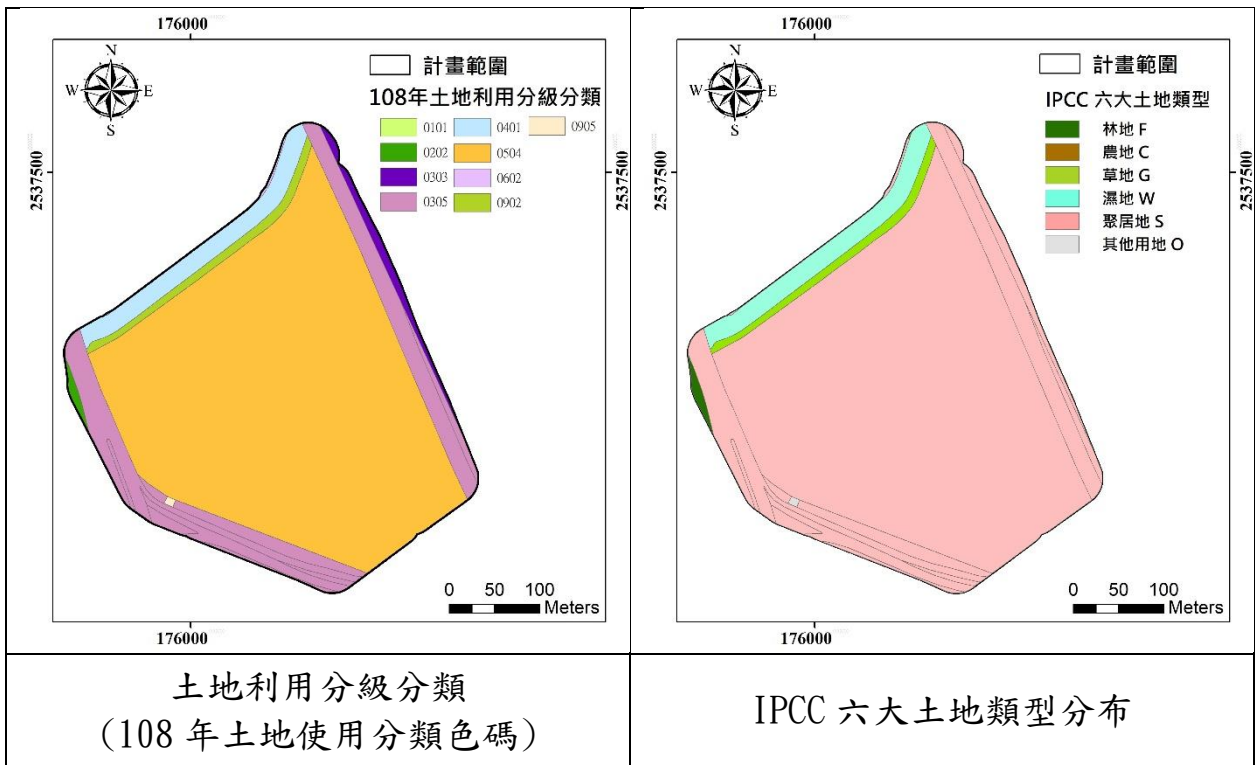 176000
N
W E
S
計畫範圍
108年土地利用分級分類
0101 0401 0905
0202 0504
0303 0602
0305 0902
2537500
2537500
0 50 100
Meters
176000
176000
N
W E
S
計畫範圍
IPCC 六大土地類型
林地 F
農地 C
草地 G
濕地 W
聚居地 S
其他用地 O
2537500
2537500
0 50 100
Meters
176000
土地利用分級分類
(108 年土地使用分類色碼)
IPCC 六大土地類型分布